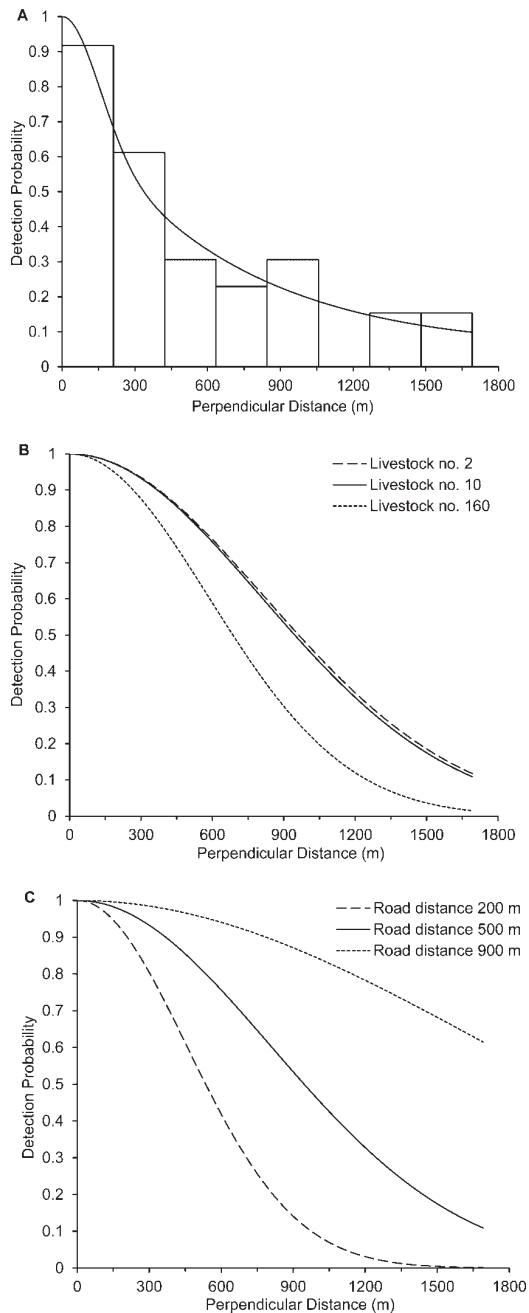 A
1
0.9
0.8
0.7
0.6
0.5
0.4
0.3
0.2
0.1
0
Detection Probability
0 300 600 900 1200 1500 1800
Perpendicular Distance (m)
B
1
0.9
0.8
0.7
0.6
0.5
0.4
0.3
0.2
0.1
0
Detection Probability
Livestock no. 2
Livestock no. 10
Livestock no. 160
0 300 600 900 1200 1500 1800
Perpendicular Distance (m)
C
1
0.9
0.8
0.7
0.6
0.5
0.4
0.3
0.2
0.1
0
Detection Probability
Road distance 200 m
Road distance 500 m
Road distance 900 m
0 300 600 900 1200 1500 1800
Perpendicular Distance (m)